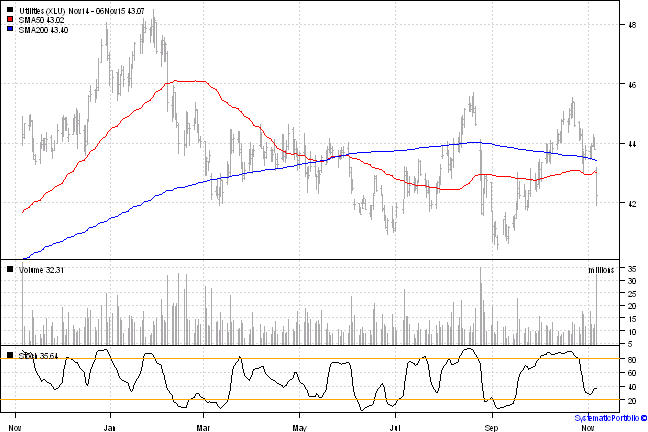 Utilities (XLU) Nov14 - 06Nov15 43.07
SMA50 43.02
SMA200 43.40
48
46
44
42
Volume 32.31
millions
35
30
25
20
15
10
5
Stoch 35.64
80
60
40
20
Nov Jan Mar May Jul Sep Nov
SystematicPortfolio ©